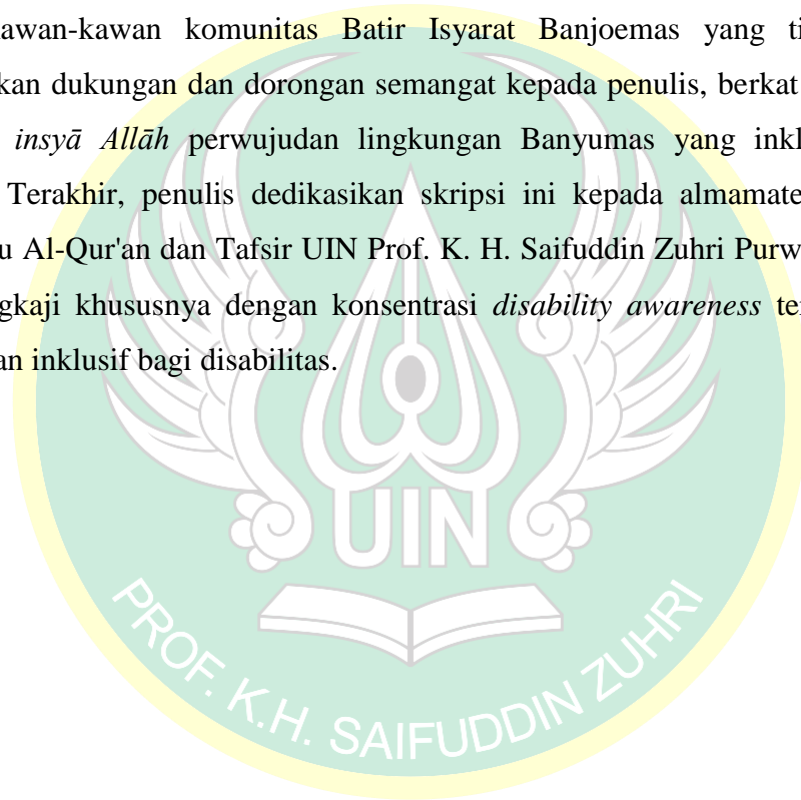 awan-kawan komunitas Batir Isyarat Banjoemas yang ti
kan dukungan dan dorongan semangat kepada penulis, berkat
insyā Allāh perwujudan lingkungan Banyumas yang inkl
Terakhir, penulis dedikasikan skripsi ini kepada almamate
u Al-Qur'an dan Tafsir UIN Prof. K. H. Saifuddin Zuhri Purw
gkaji khususnya dengan konsentrasi disability awareness te
an inklusif bagi disabilitas.
UIN
PROF. K.H. SAIFUDDIN ZUHRI